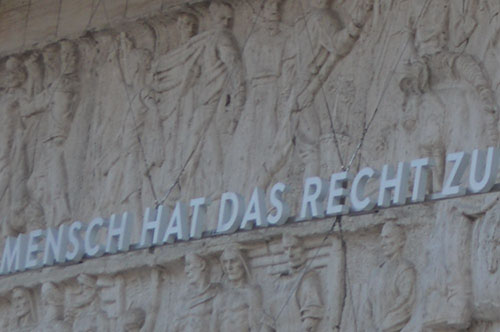 MENSCH HAT DAS RECHT ZU